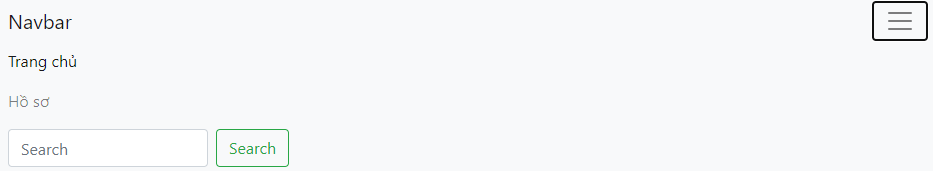 Navbar
Trang chủ
Hồ sơ
Search Search